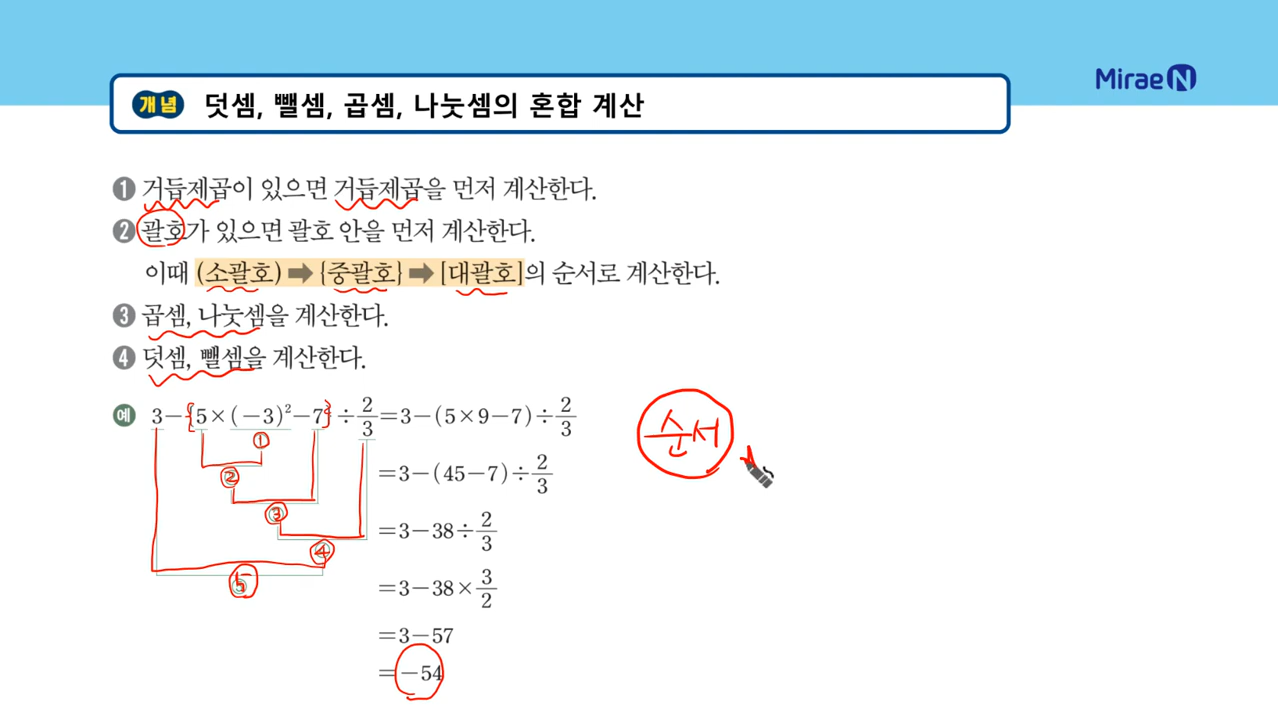 Mirae N
개념 덧셈, 뺄셈, 곱셈, 나눗셈의 혼합 계산
❶ 거듭제곱이 있으면 거듭제곱을 먼저 계산한다.
❷ 괄호가 있으면 괄호 안을 먼저 계산한다.
이때 (소괄호) ➡ {중괄호} ➡ [대괄호]의 순서로 계산한다.
❸ 곱셈, 나눗셈을 계산한다.
❹ 덧셈, 뺄셈을 계산한다.
예 3-{5×(-3)²-7}÷2/3=3-(5×9-7)÷2/3
①
②
③
④
⑤
=3-(45-7)÷2/3
=3-38÷2/3
=3-38×3/2
=3-57
=-54
순서